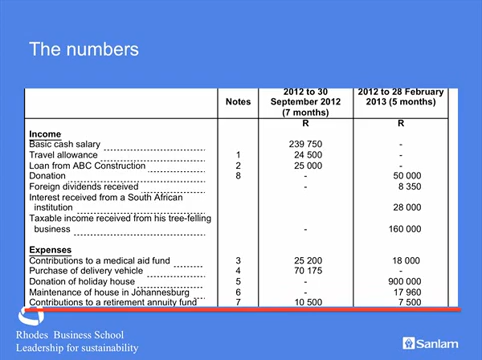 The numbers
Notes 2012 to 30 September 2012 (7 months) 2012 to 28 February 2013 (5 months)
R R
Income
Basic cash salary 239 750 -
Travel allowance 1 24 500 -
Loan from ABC Construction 2 25 000 -
Donation 8 - 50 000
Foreign dividends received - 8 350
Interest received from a South African
institution 28 000
Taxable income received from his tree-felling
business - 160 000
Expenses
Contributions to a medical aid fund 3 25 200 18 000
Purchase of delivery vehicle 4 70 175 -
Donation of holiday house 5 - 900 000
Maintenance of house in Johannesburg 6 - 17 960
Contributions to a retirement annuity fund 7 10 500 7 500
Rhodes Business School
Leadership for sustainability
Sanlam